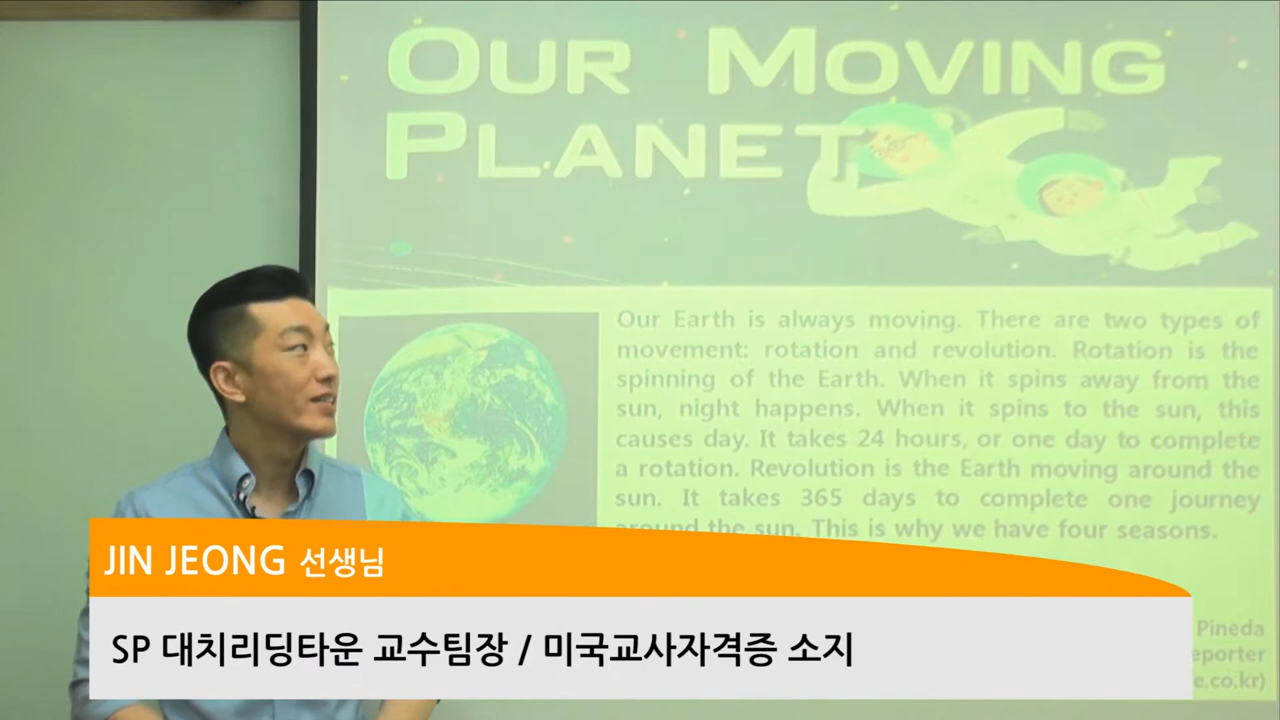 OUR MOVING
PLANET
Our Earth is always moving. There are two types of
movement: rotation and revolution. Rotation is the
spinning of the Earth. When it spins away from the
sun, night happens. When it spins to the sun, this
causes day. It takes 24 hours, or one day to complete
a rotation. Revolution is the Earth moving around the
sun. It takes 365 days to complete one journey
around the sun. This is why we have four seasons.
JIN JEONG 선생님
SP 대치리딩타운 교수팀장 / 미국교사자격증 소지
Pineda
eporter
e.co.kr)